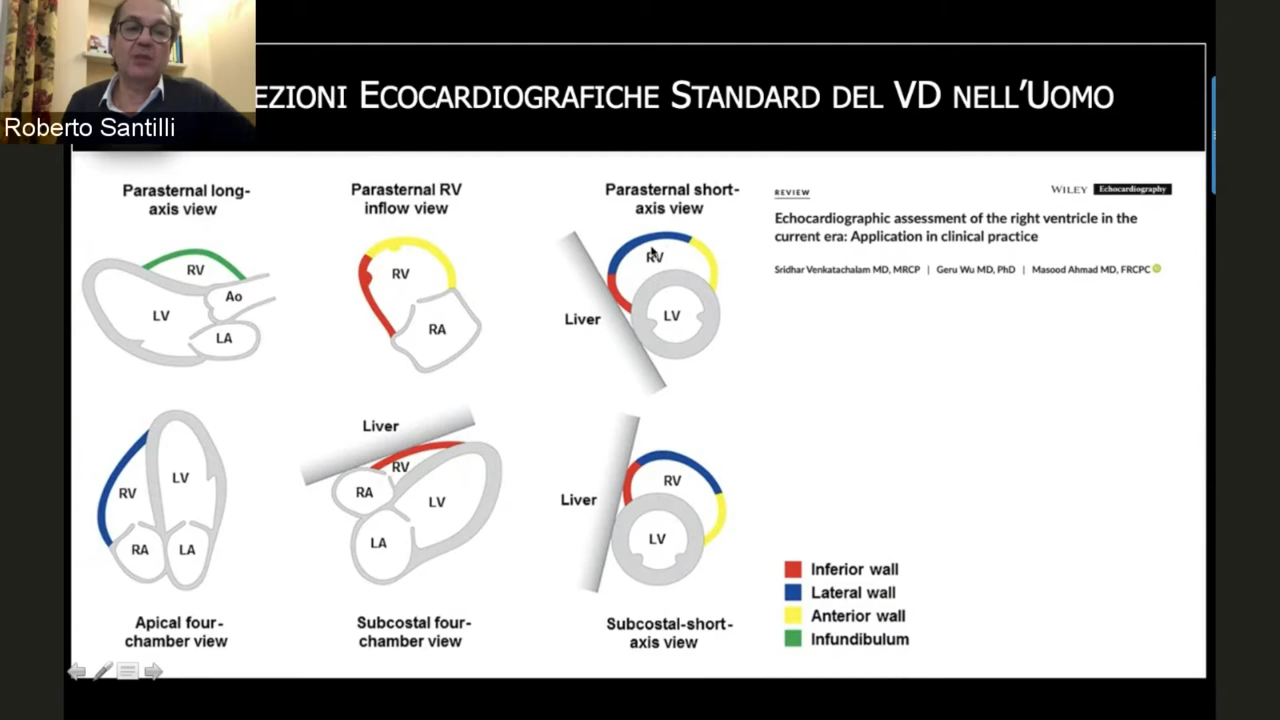 Roberto Santilli
EZIONI ECOCARDIOGRAFICHE STANDARD DEL VD NELL'UOMO
Parasternal long-
axis view
RV
Ao
LV
LA
Parasternal RV
inflow view
RV
RA
Parasternal short-
axis view
RV
Liver
LV
REVIEW
WILEY Echocardiography
Echocardiographic assessment of the right ventricle in the
current era: Application in clinical practice
Sridhar Venkatachalam MD, MRCP | Geru Wu MD, PhD | Masood Ahmad MD, FRCPC
LV
RV
RA
LA
Apical four-
chamber view
Liver
RV
RA
LV
LA
Subcostal four-
chamber view
RV
Liver
LV
Subcostal-short-
axis view
Inferior wall
Lateral wall
Anterior wall
Infundibulum